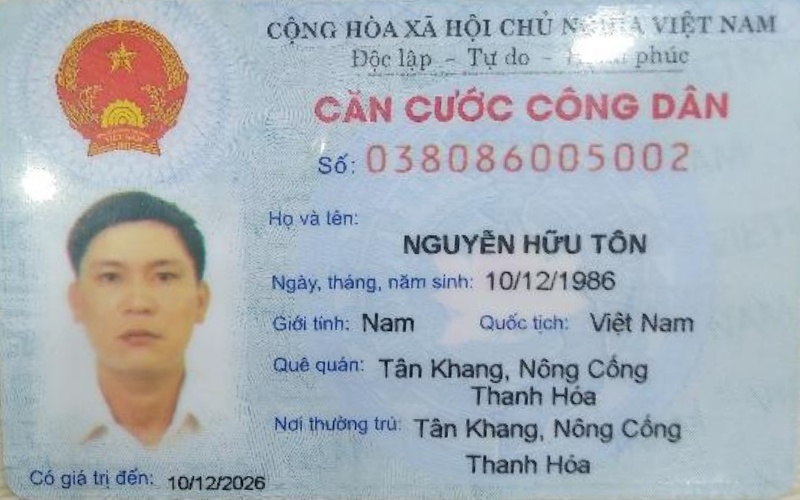 CỘNG HÒA XÃ HỘI CHỦ NGHĨA VIỆT NAM
Độc lập - Tự do - phúc
CĂN CƯỚC CÔNG DÂN
Số: 038086005002
Họ và tên:
NGUYỄN HỮU TÔN
Ngày, tháng, năm sinh: 10/12/1986
Giới tính: Nam Quốc tịch: Việt Nam
Quê quán: Tân Khang, Nông Cống
Thanh Hóa
Nơi thường trú: Tân Khang, Nông Cống
Thanh Hóa
Có giá trị đến: 10/12/2026
VIỆT NAM